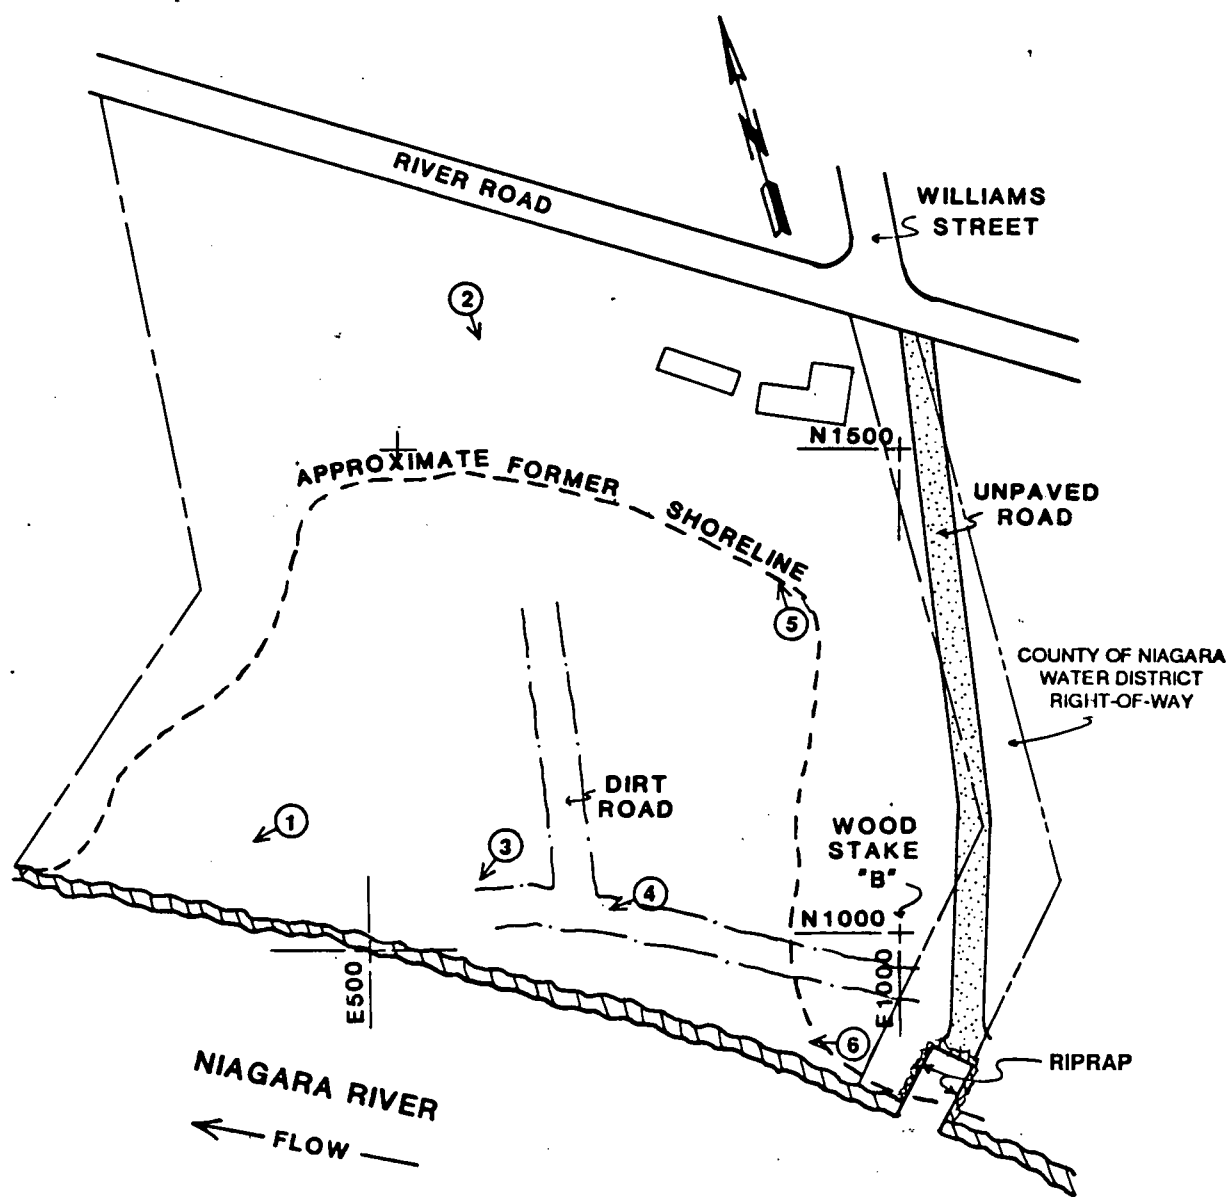 N
RIVER ROAD
WILLIAMS
STREET
2
N1500
APPROXIMATE FORMER SHORELINE
UNPAVED
ROAD
5
COUNTY OF NIAGARA
WATER DISTRICT
RIGHT-OF-WAY
DIRT
ROAD
1
3
WOOD
STAKE
"B"
4
N1000
E500
E1000
6
RIPRAP
NIAGARA RIVER
FLOW